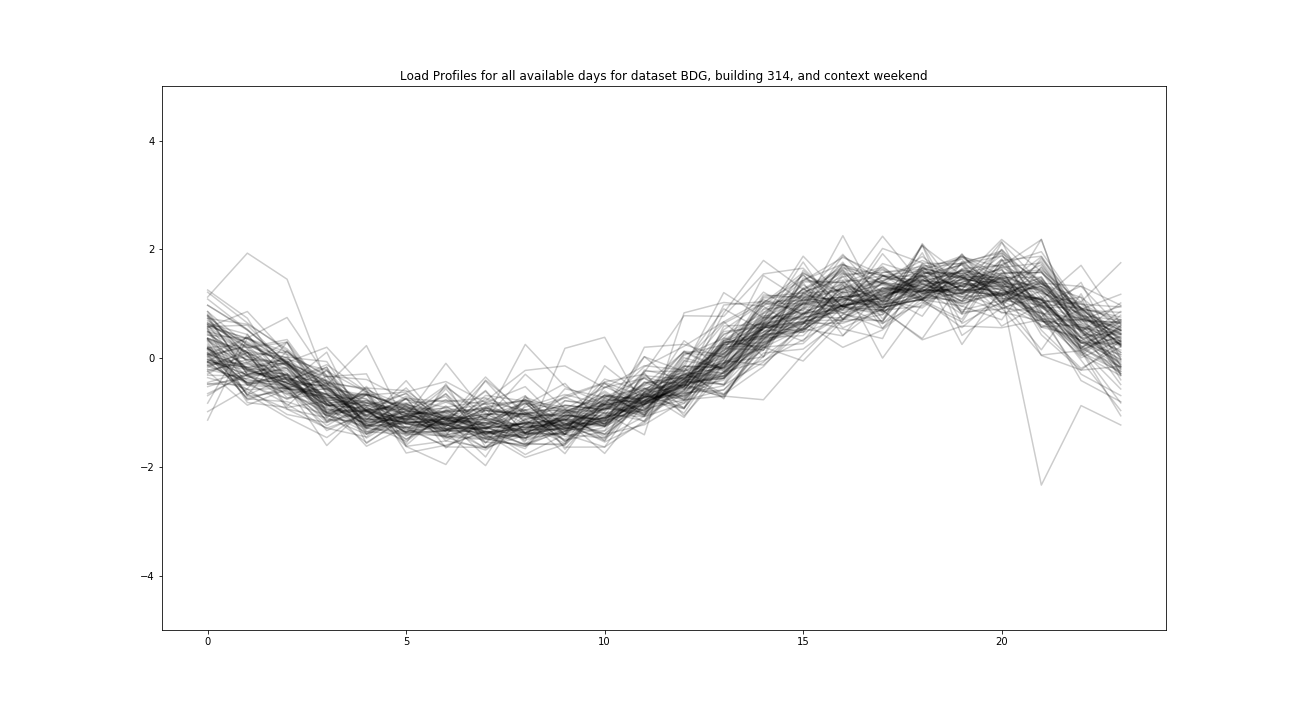 Load Profiles for all available days for dataset BDG, building 314, and context weekend
4
2
0
−2
−4
0 5 10 15 20